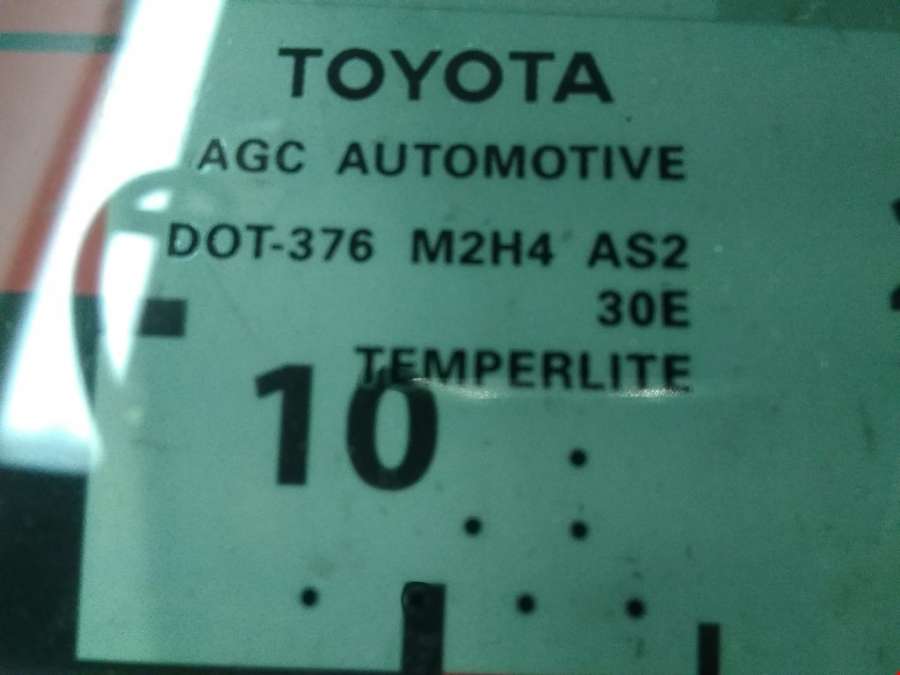 TOYOTA
AGC AUTOMOTIVE
DOT-376 M2H4 AS2
30E
TEMPERLITE
10